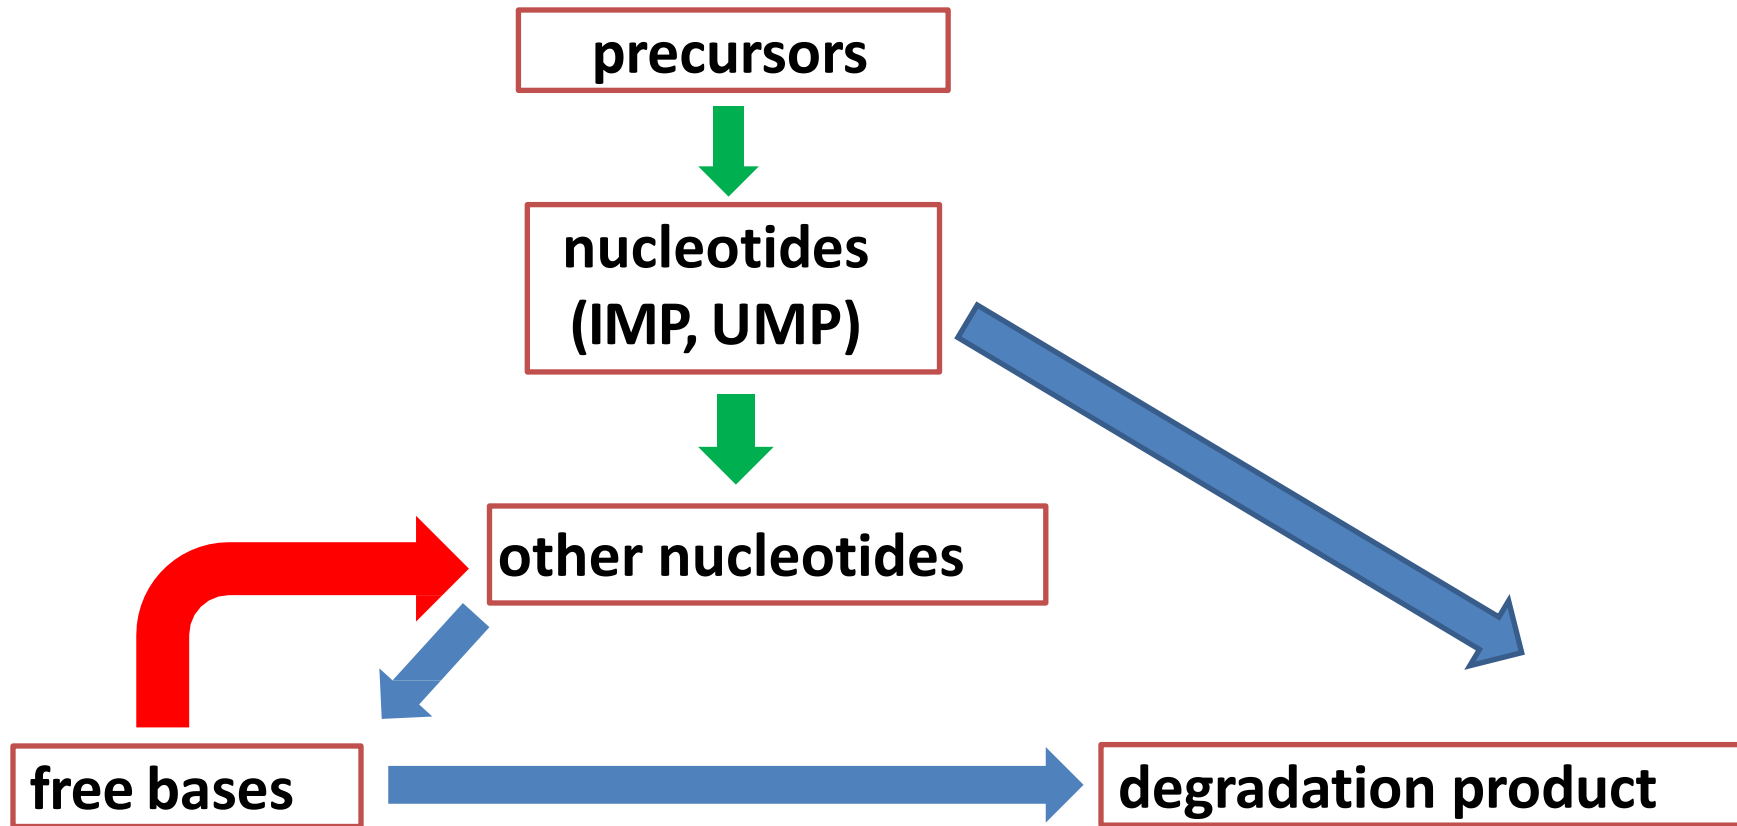 precursors
nucleotides
(IMP, UMP)
other nucleotides
free bases
degradation product